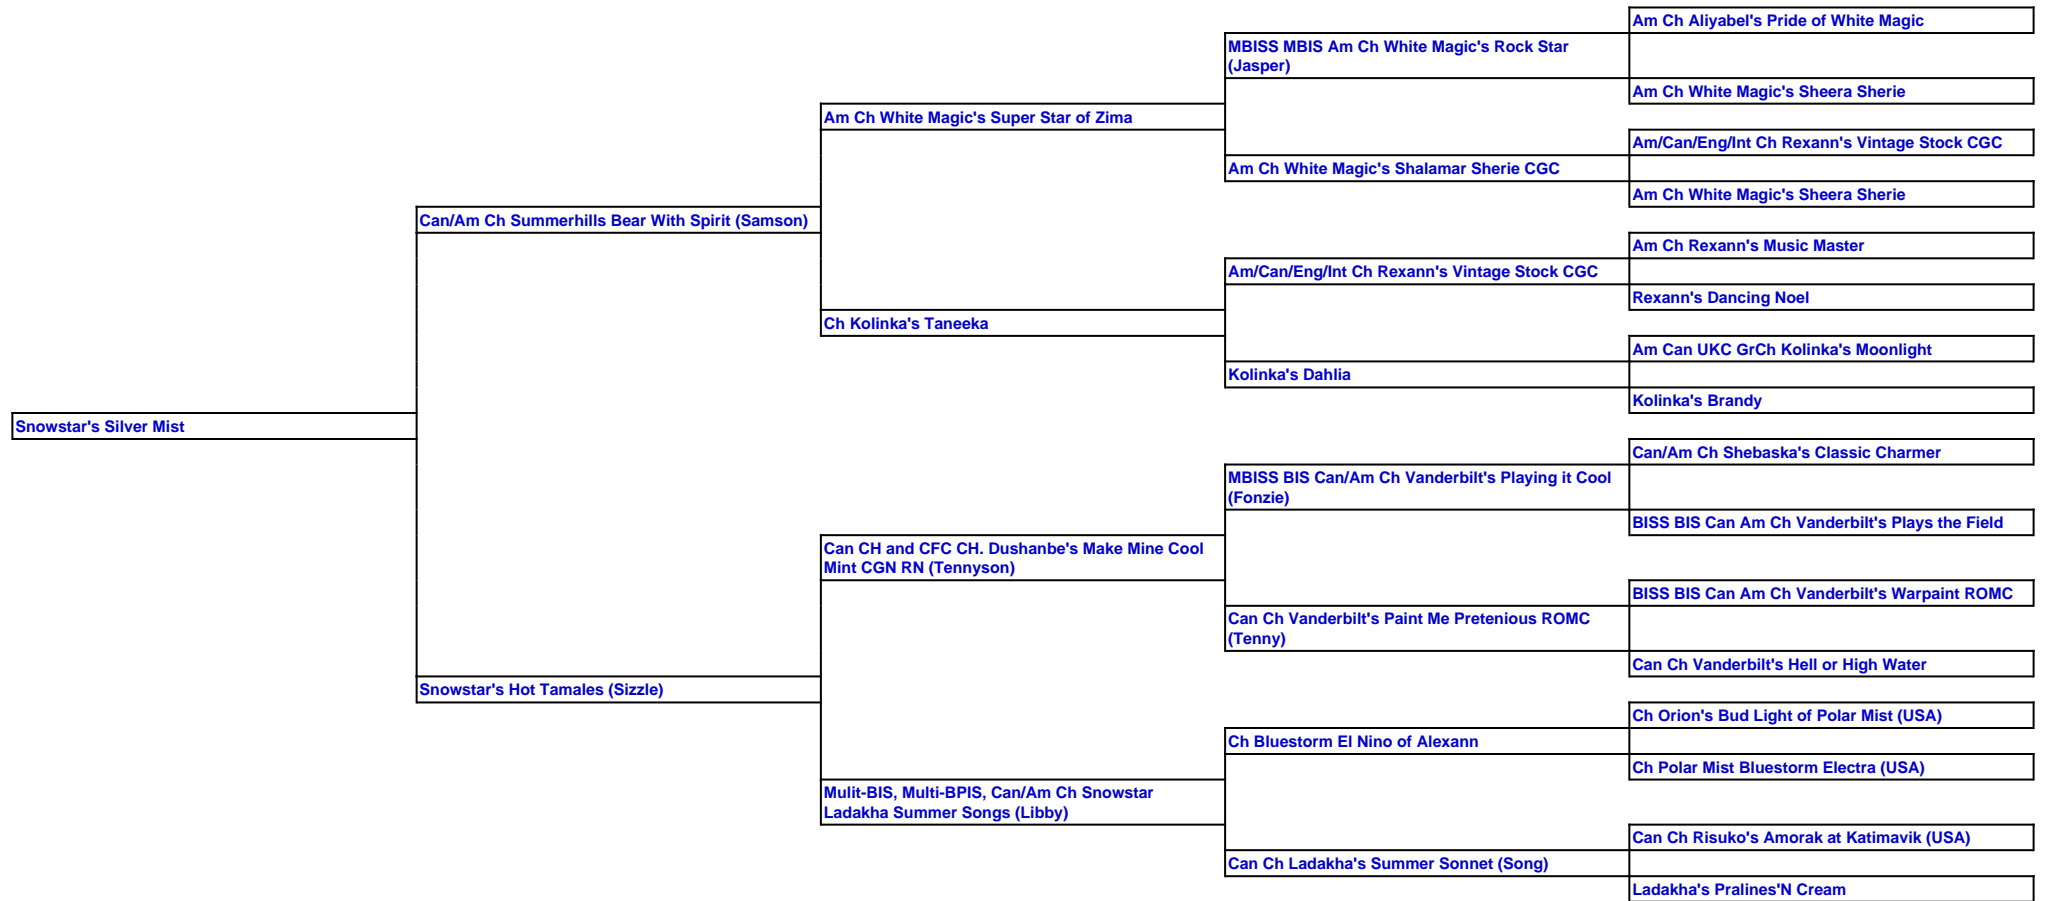 Am Ch Aliyabel's Pride of White Magic
MBISS MBIS Am Ch White Magic's Rock Star
(Jasper)
Am Ch White Magic's Sheera Sherie
Am Ch White Magic's Super Star of Zima
Am/Can/Eng/Int Ch Rexann's Vintage Stock CGC
Am Ch White Magic's Shalamar Sherie CGC
Am Ch White Magic's Sheera Sherie
Can/Am Ch Summerhills Bear With Spirit (Samson)
Am Ch Rexann's Music Master
Am/Can/Eng/Int Ch Rexann's Vintage Stock CGC
Rexann's Dancing Noel
Ch Kolinka's Taneeka
Am Can UKC GrCh Kolinka's Moonlight
Kolinka's Dahlia
Kolinka's Brandy
Snowstar's Silver Mist
Can/Am Ch Shebaska's Classic Charmer
MBISS BIS Can/Am Ch Vanderbilt's Playing it Cool
(Fonzie)
BISS BIS Can Am Ch Vanderbilt's Plays the Field
Can CH and CFC CH. Dushanbe's Make Mine Cool
Mint CGN RN (Tennyson)
BISS BIS Can Am Ch Vanderbilt's Warpaint ROMC
Can Ch Vanderbilt's Paint Me Pretenious ROMC
(Tenny)
Can Ch Vanderbilt's Hell or High Water
Snowstar's Hot Tamales (Sizzle)
Ch Orion's Bud Light of Polar Mist (USA)
Ch Bluestorm El Nino of Alexann
Ch Polar Mist Bluestorm Electra (USA)
Mulit-BIS, Multi-BPIS, Can/Am Ch Snowstar
Ladakha Summer Songs (Libby)
Can Ch Risuko's Amorak at Katimavik (USA)
Can Ch Ladakha's Summer Sonnet (Song)
Ladakha's Pralines'N Cream